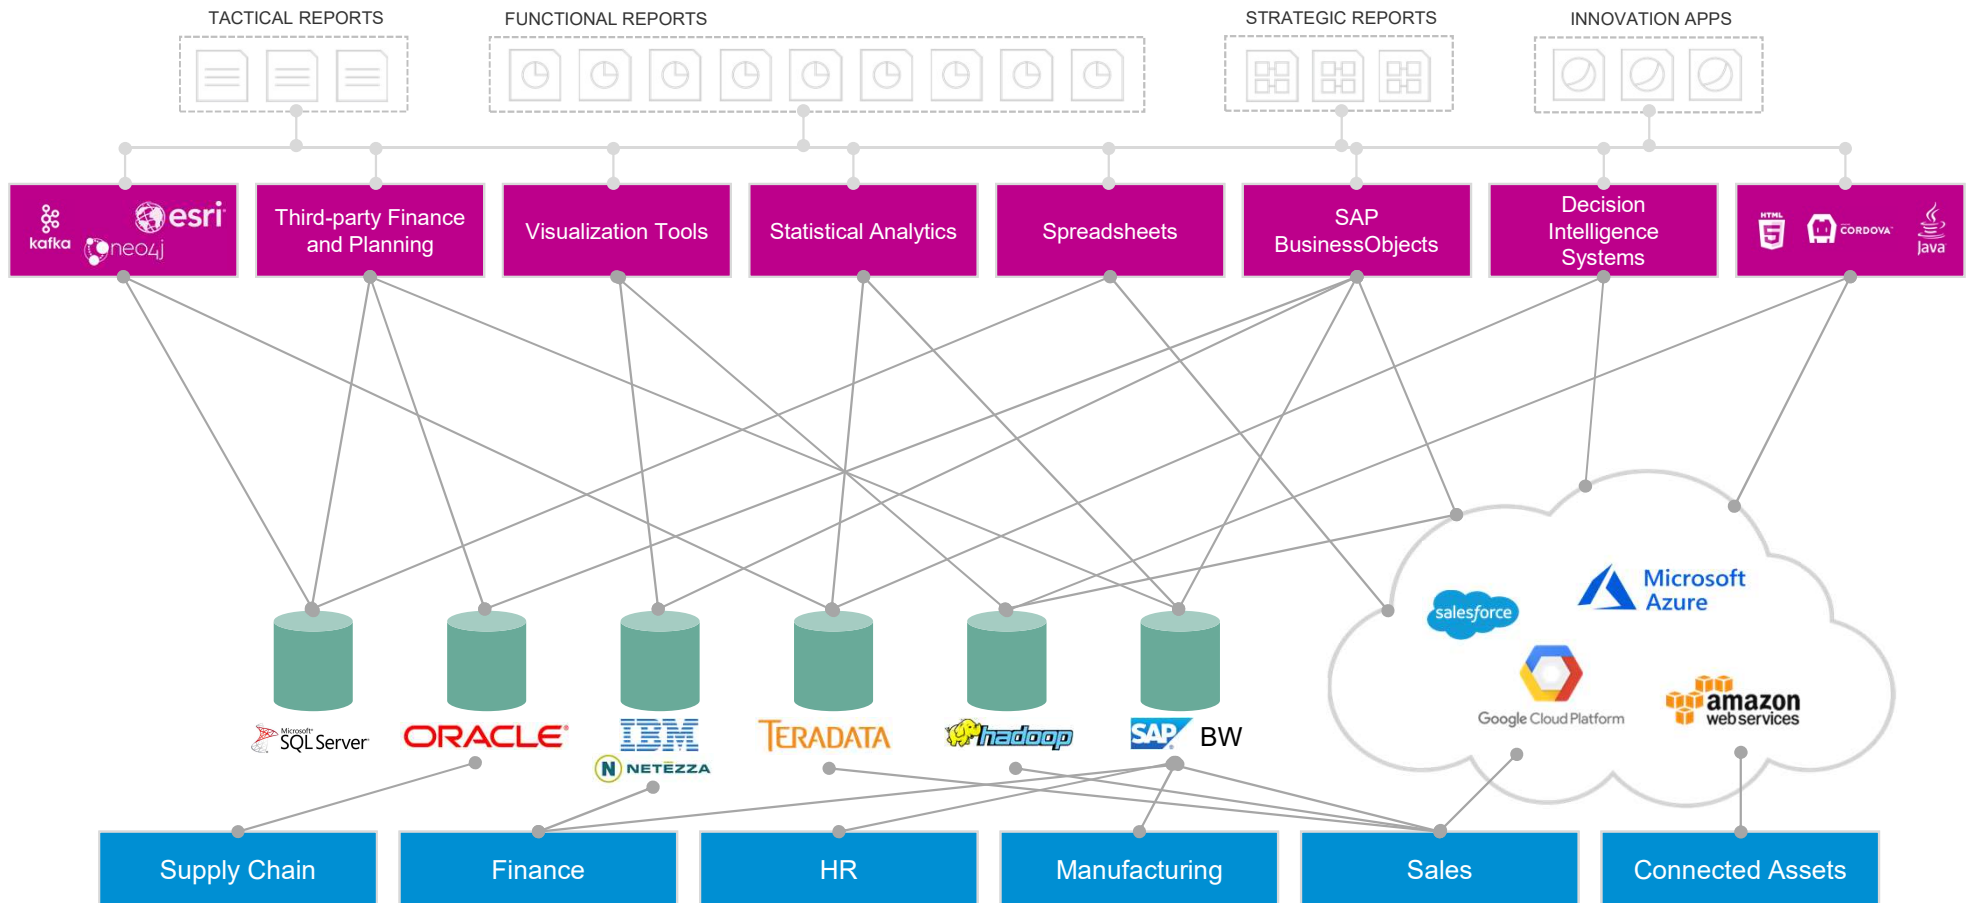 TACTICAL REPORTS
FUNCTIONAL REPORTS
STRATEGIC REPORTS
INNOVATION APPS
kafka
esri
neo4j
Third-party Finance
and Planning
Visualization Tools
Statistical Analytics
Spreadsheets
SAP
BusinessObjects
Decision
Intelligence
Systems
HTML
5
CORDOVA
Java
salesforce
Microsoft
Azure
Google Cloud Platform
amazon
web services
Microsoft
SQL Server
ORACLE
IBM
N NETEZZA
TERADATA
hadoop
SAP BW
Supply Chain
Finance
HR
Manufacturing
Sales
Connected Assets